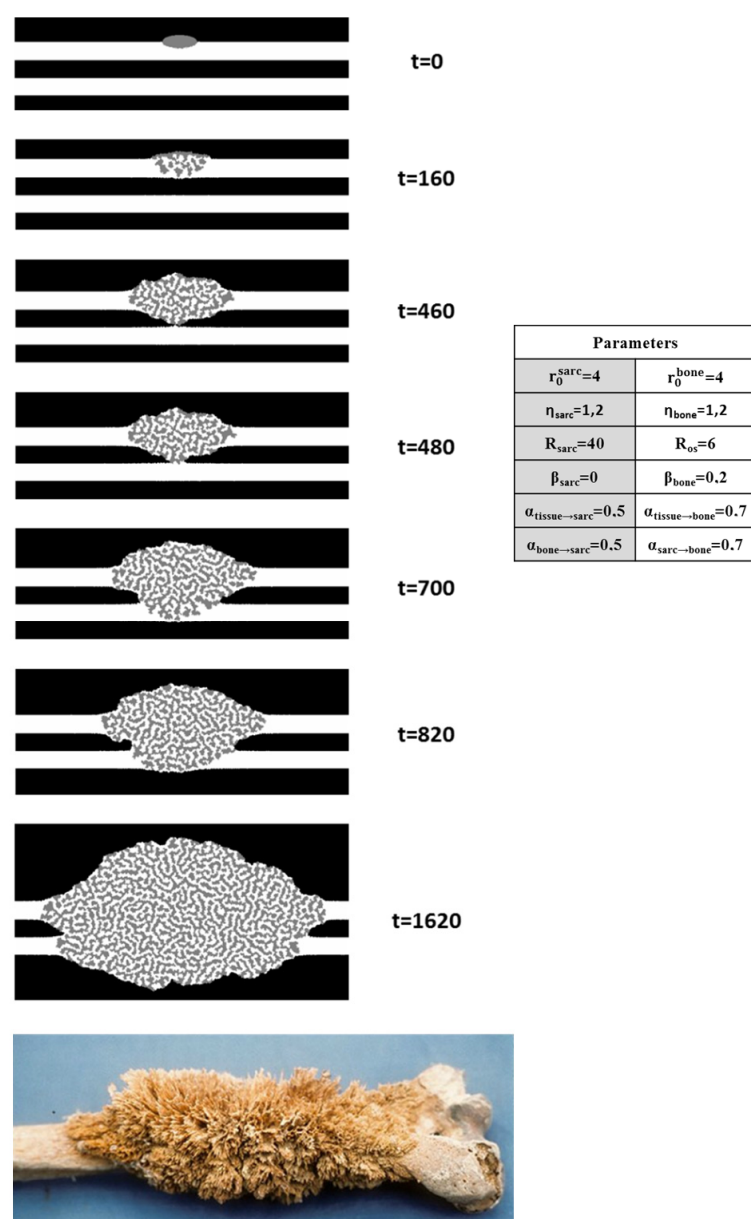 t=0
t=160
t=460
t=480
t=700
t=820
t=1620
Parameters
r₀ˢᵃʳᶜ=4 r₀ᵇᵒⁿᵉ=4
ηsarc=1,2 ηbone=1,2
Rsarc=40 Ros=6
βsarc=0 βbone=0,2
αtissue→sarc=0,5 αtissue→bone=0,7
αbone→sarc=0,5 αsarc→bone=0,7